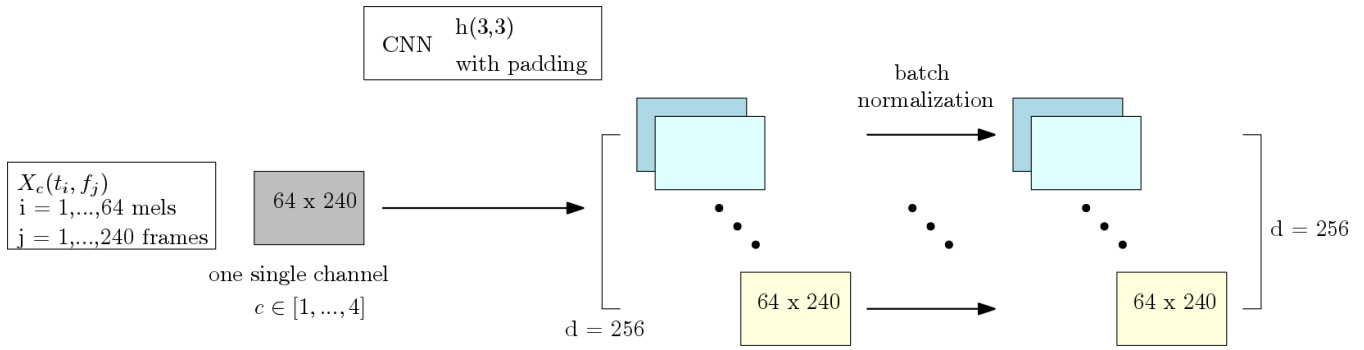 CNN
h(3,3)
with padding
batch
normalization
X_c(t_i, f_j)
i = 1,...,64 mels
j = 1,...,240 frames
64 x 240
one single channel
c ∈ [1, ..., 4]
d = 256
64 x 240
64 x 240
d = 256